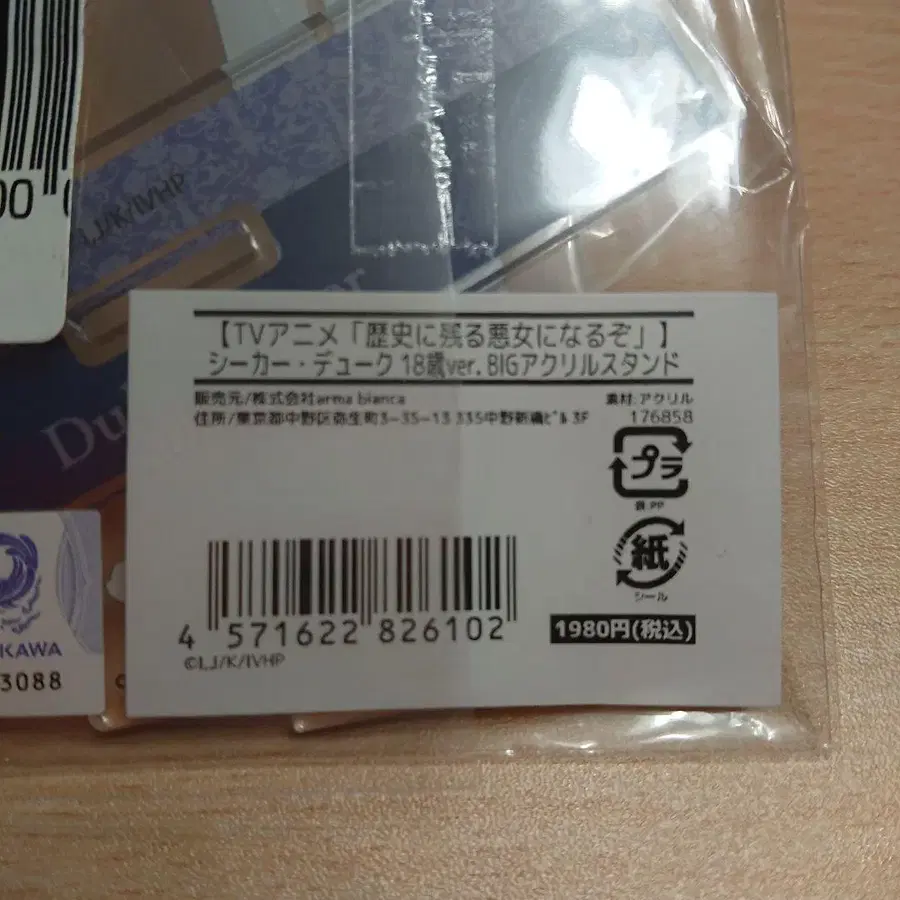 00 0
I,J/K/IVHP
【TVアニメ「歴史に残る悪女になるぞ」】
シーカー・デューク 18歳ver. BIGアクリルスタンド
販売元/株式会社arma bianca
素材:アクリル
住所/東京都中野区弥生町3-35-13 335中野新橋ﾋﾞﾙ3F
176858
プラ
袋:PP
紙
シール
4 571622 826102
1980円(税込)
©I,J/K/IVHP
KAWA
3088